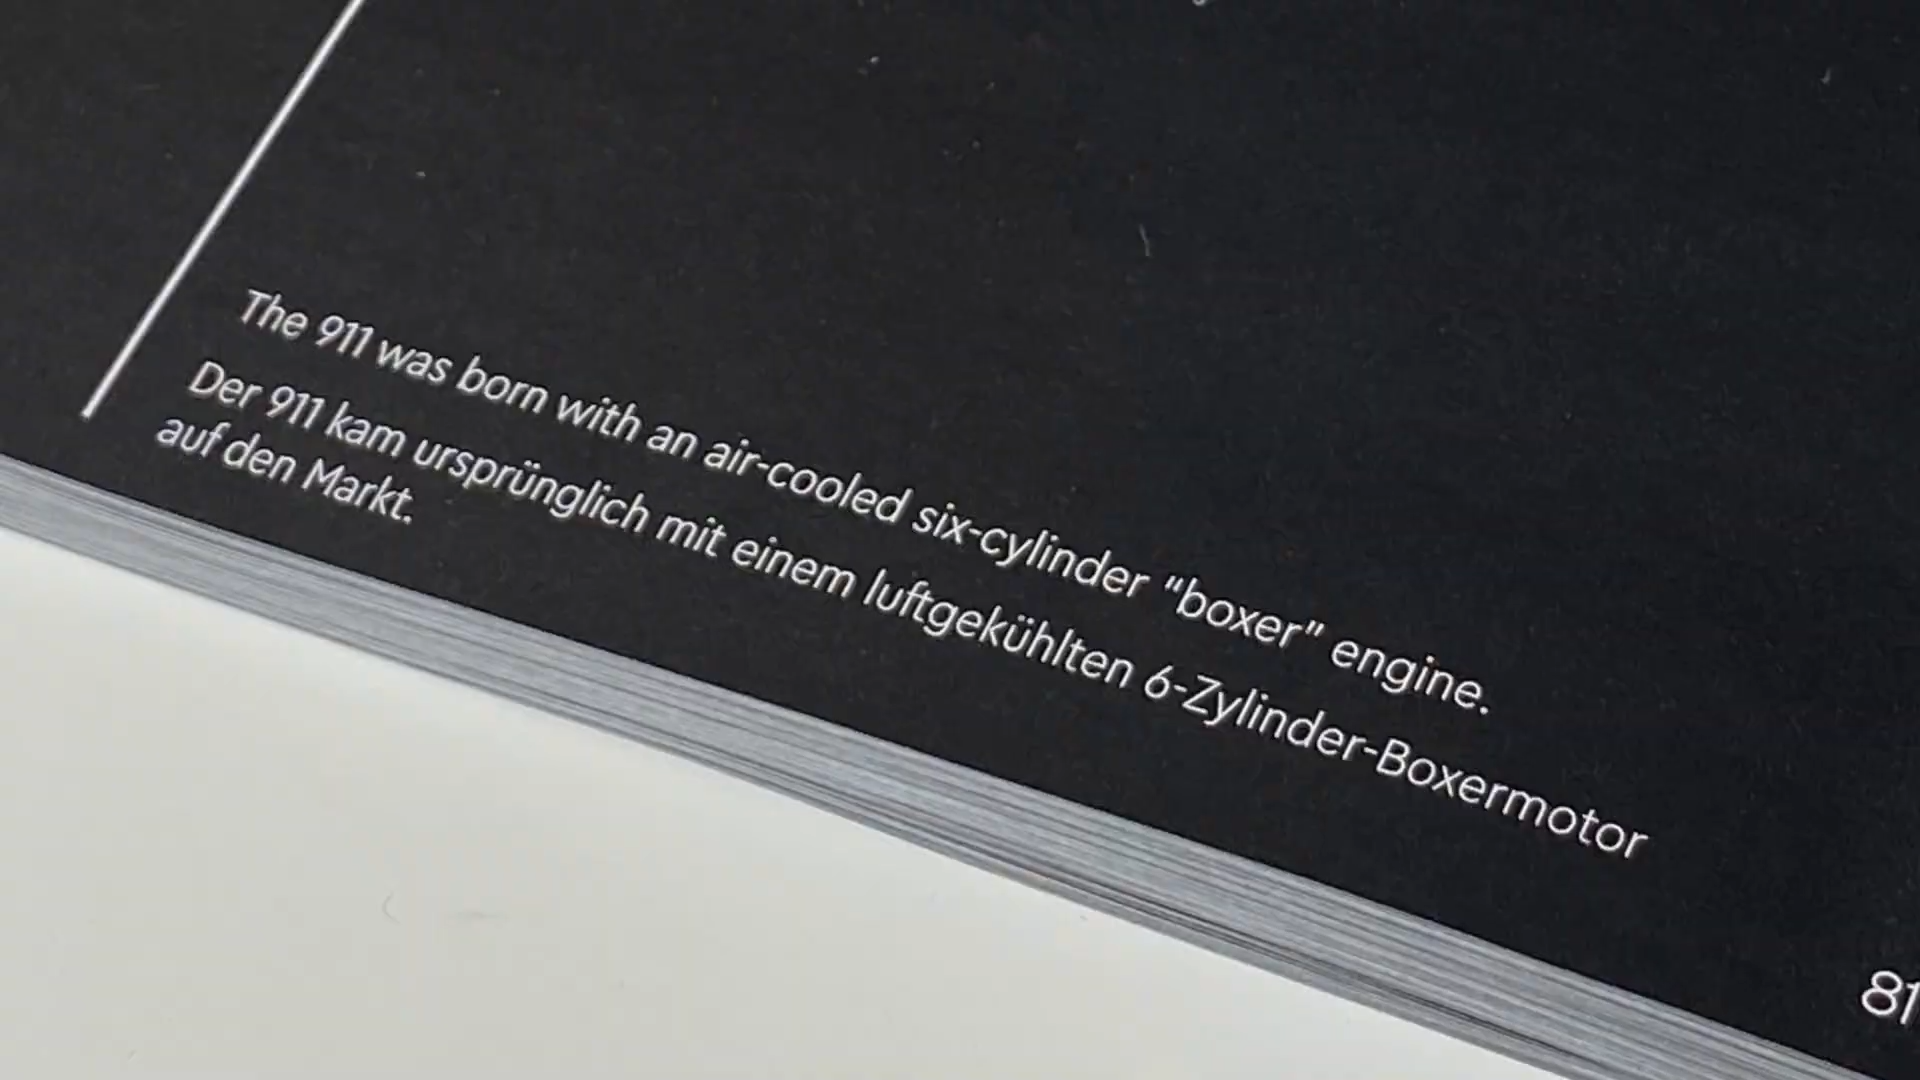 The 911 was born with an air-cooled six-cylinder "boxer" engine.
Der 911 kam ursprünglich mit einem luftgekühlten 6-Zylinder-Boxermotor
auf den Markt.
81